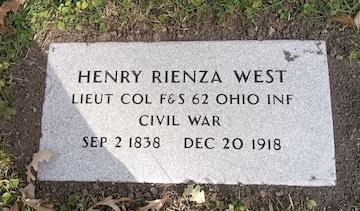 HENRY RIENZA WEST
LIEUT COL F&S 62 OHIO INF
CIVIL WAR
SEP 2 1838 DEC 20 1918